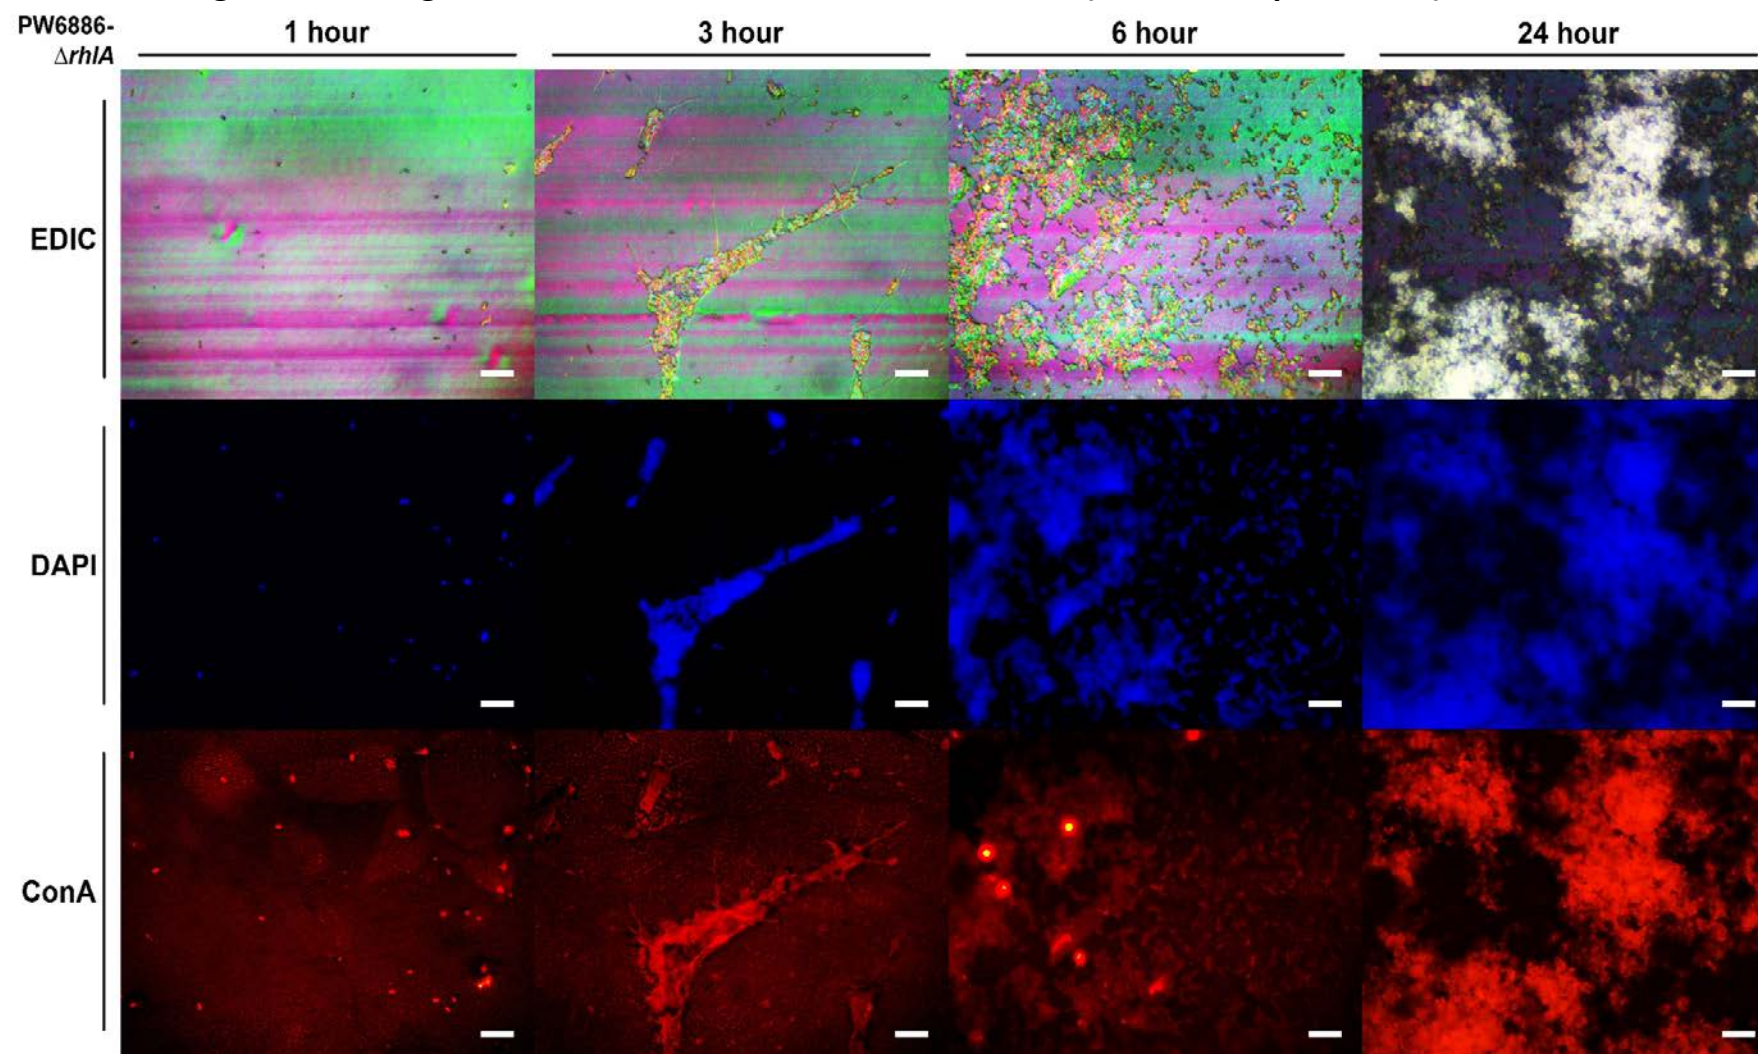 PW6886-
ΔrhlA
1 hour
3 hour
6 hour
24 hour
EDIC
DAPI
ConA